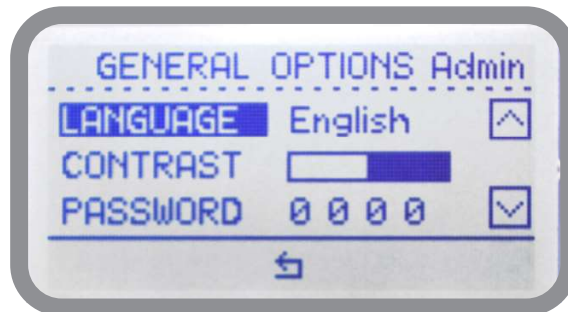 GENERAL OPTIONS Admin
LANGUAGE English
CONTRAST
PASSWORD 0 0 0 0